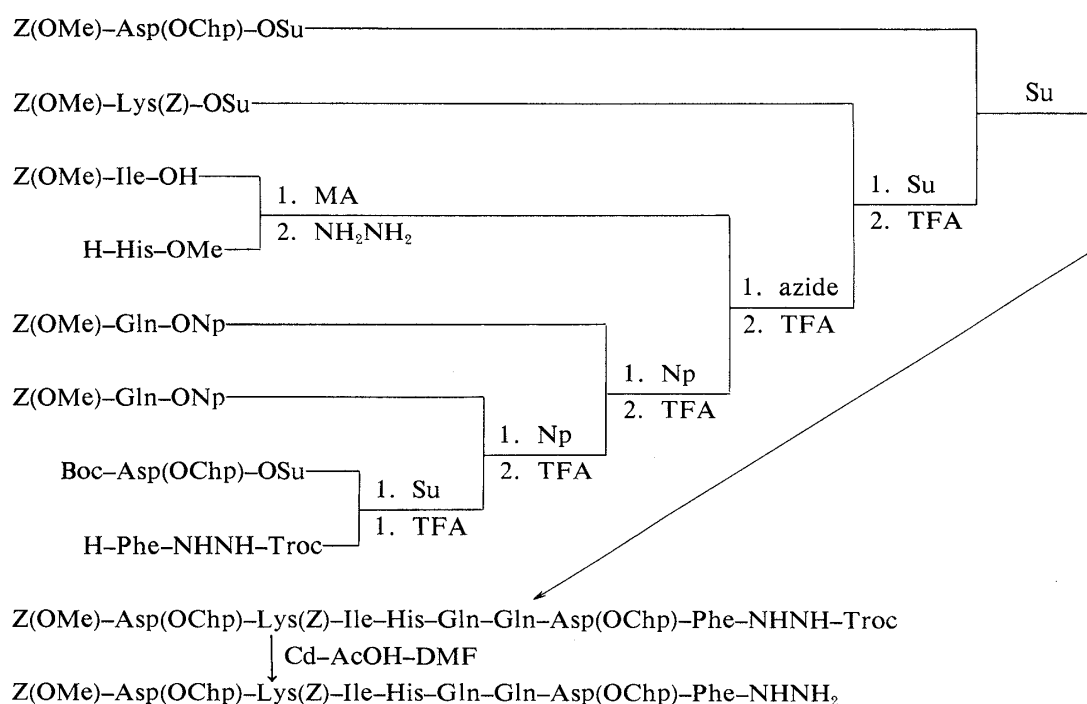 Z(OMe)–Asp(OChp)–OSu
Su
Z(OMe)–Lys(Z)–OSu
Z(OMe)–Ile–OH
1. Su
2. TFA
1. MA
2. NH₂NH₂
H–His–OMe
1. azide
2. TFA
Z(OMe)–Gln–ONp
1. Np
2. TFA
Z(OMe)–Gln–ONp
1. Np
2. TFA
Boc–Asp(OChp)–OSu
1. Su
1. TFA
H–Phe–NHNH–Troc
Z(OMe)–Asp(OChp)–Lys(Z)–Ile–His–Gln–Gln–Asp(OChp)–Phe–NHNH–Troc
Cd–AcOH–DMF
Z(OMe)–Asp(OChp)–Lys(Z)–Ile–His–Gln–Gln–Asp(OChp)–Phe–NHNH₂